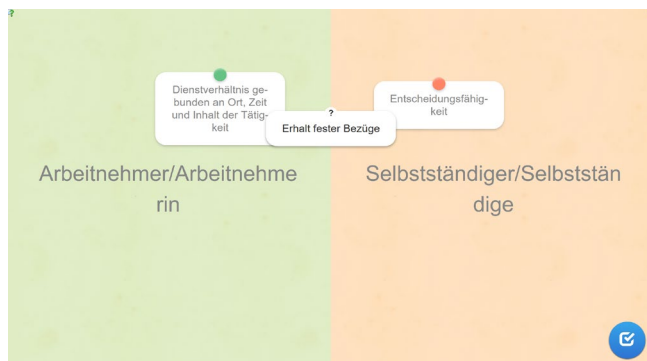 ?
Dienstverhältnis ge-
bunden an Ort, Zeit
und Inhalt der Tätig-
keit
?
Erhalt fester Bezüge
Entscheidungsfähig-
keit
Arbeitnehmer/Arbeitnehme
rin
Selbstständiger/Selbststän
dige